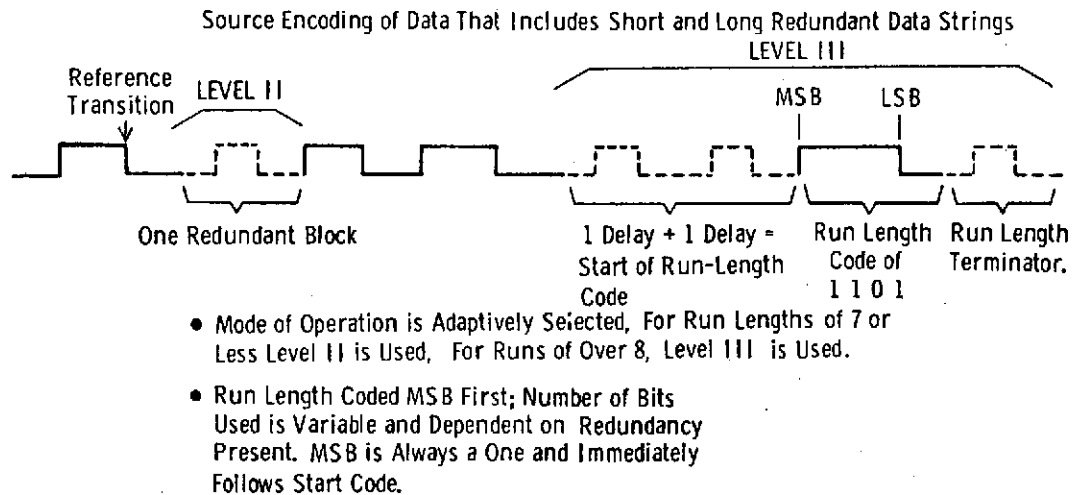 Source Encoding of Data That Includes Short and Long Redundant Data Strings
LEVEL III
Reference
Transition
LEVEL II
MSB
LSB
One Redundant Block
1 Delay + 1 Delay =
Start of Run-Length
Code
Run Length
Code of
1 1 0 1
Run Length
Terminator.
• Mode of Operation is Adaptively Selected, For Run Lengths of 7 or
Less Level II is Used, For Runs of Over 8, Level III is Used.
• Run Length Coded MSB First; Number of Bits
Used is Variable and Dependent on Redundancy
Present. MSB is Always a One and Immediately
Follows Start Code.